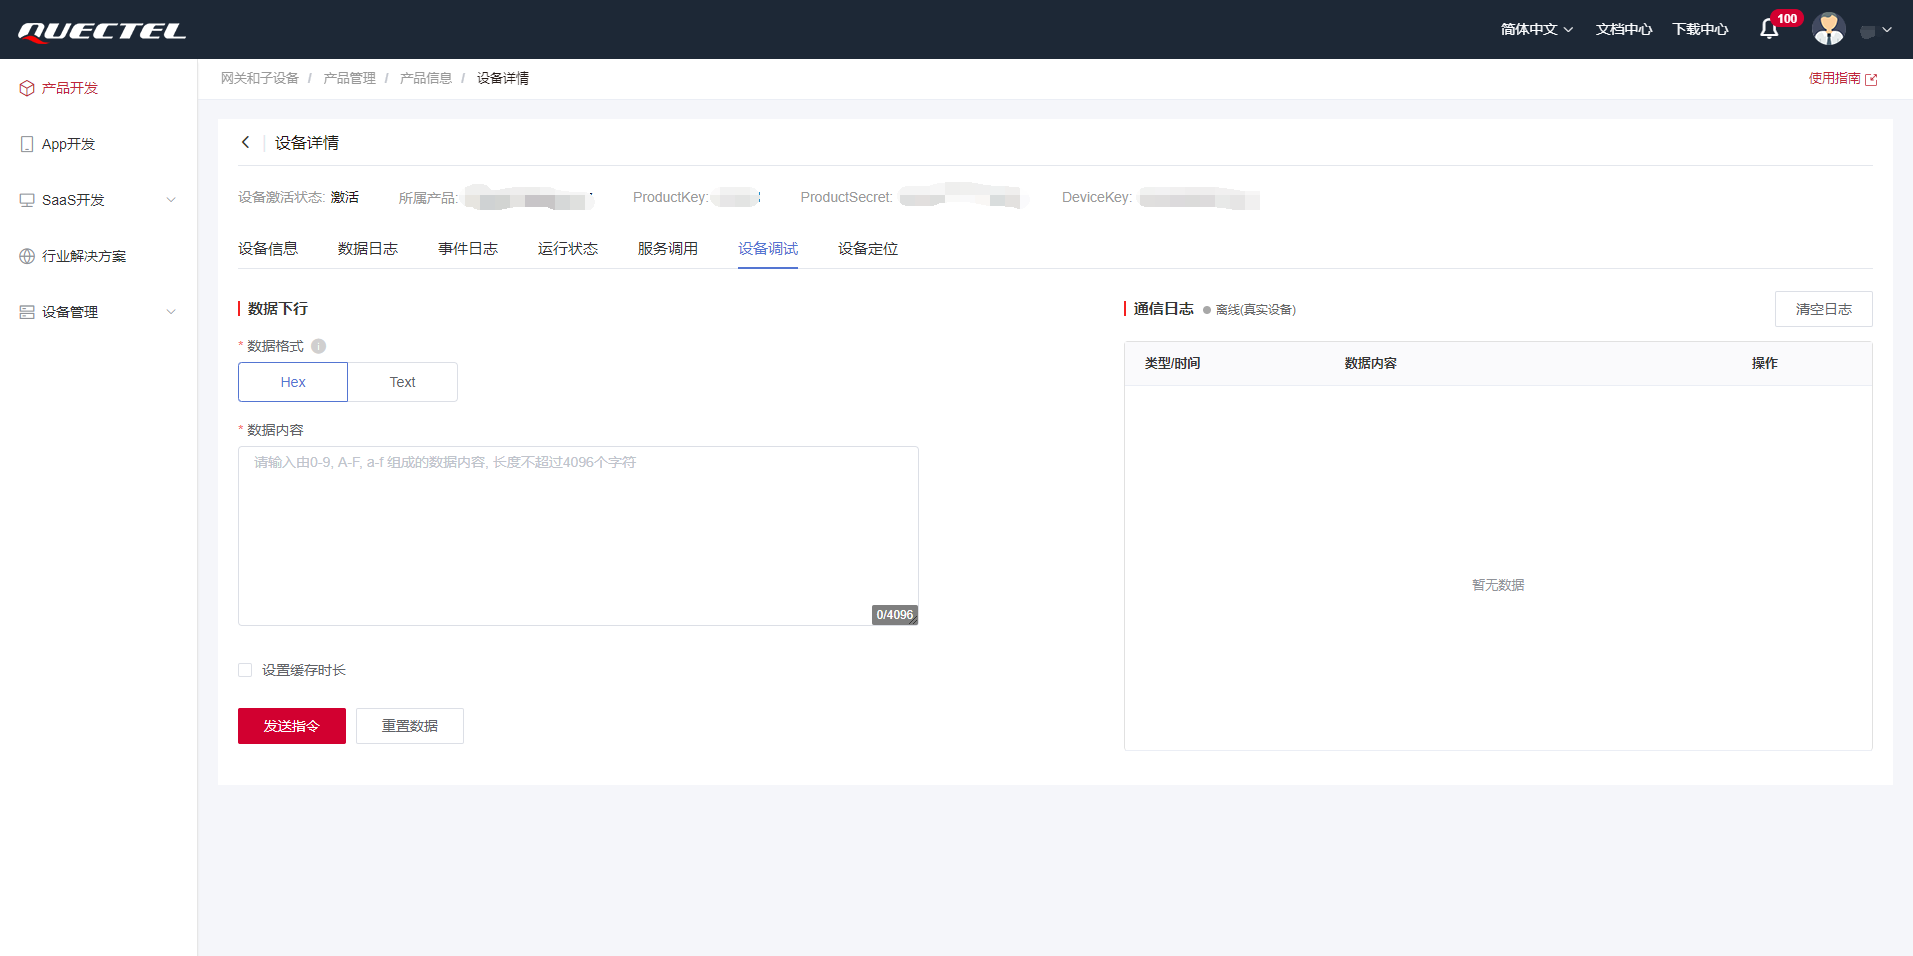 QUECTEL
简体中文
文档中心
下载中心
100
产品开发
App开发
SaaS开发
行业解决方案
设备管理
网关和子设备 / 产品管理 / 产品信息 / 设备详情
使用指南
设备详情
设备激活状态: 激活
所属产品:
ProductKey:
ProductSecret:
DeviceKey:
设备信息
数据日志
事件日志
运行状态
服务调用
设备调试
设备定位
数据下行
* 数据格式
Hex
Text
* 数据内容
请输入由0-9, A-F, a-f 组成的数据内容, 长度不超过4096个字符
0/4096
设置缓存时长
发送指令
重置数据
通信日志
离线(真实设备)
清空日志
类型/时间
数据内容
操作
暂无数据